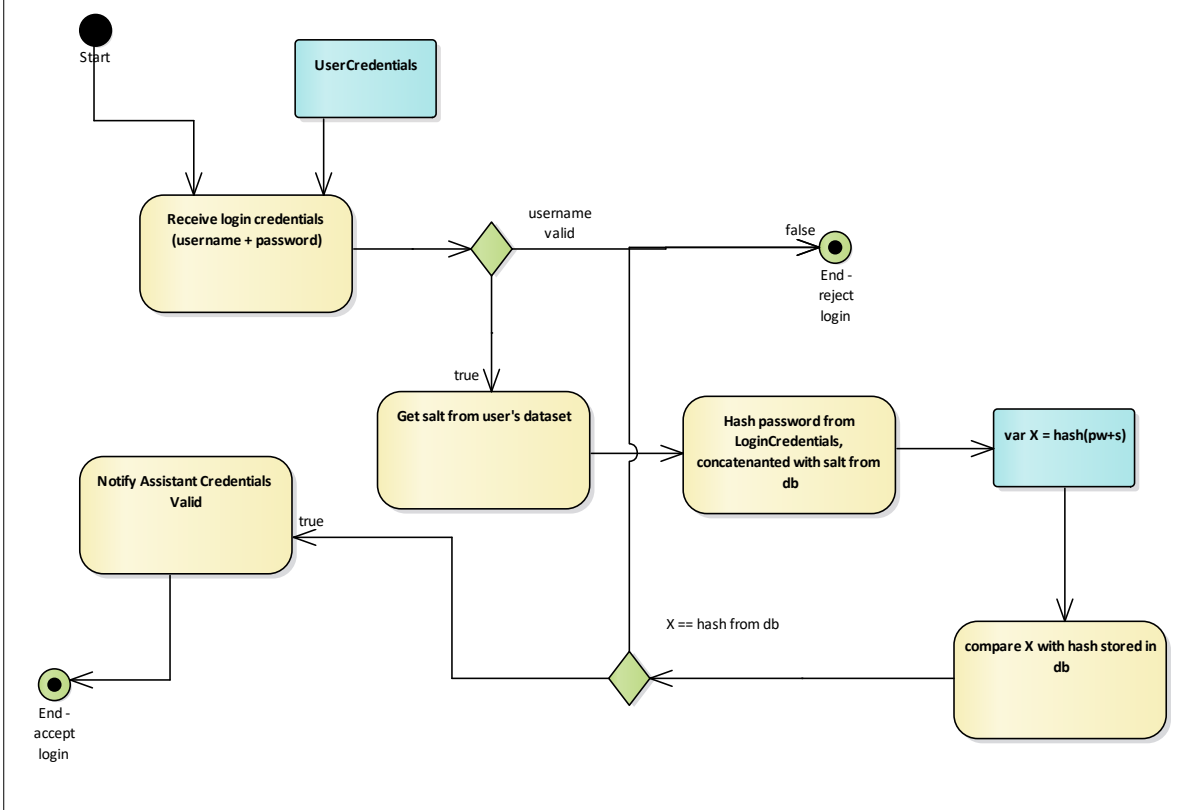 Start
UserCredentials
Receive login credentials
(username + password)
username
valid
false
End -
reject
login
true
Get salt from user's dataset
Hash password from
LoginCredentials,
concatenanted with salt from
db
var X = hash(pw+s)
Notify Assistant Credentials
Valid
true
X == hash from db
compare X with hash stored in
db
End -
accept
login